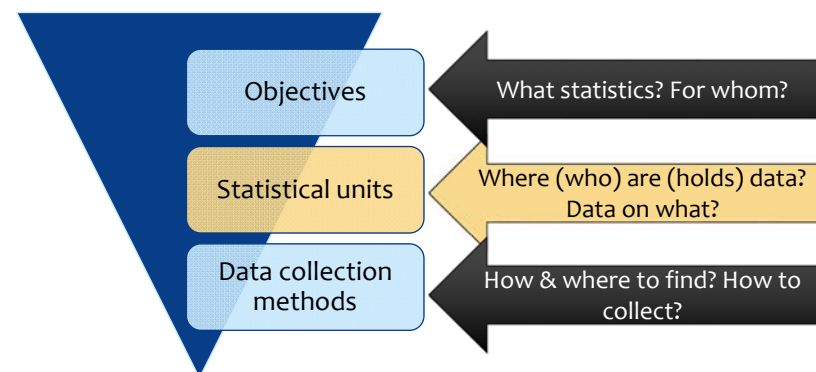 Objectives
What statistics? For whom?
Statistical units
Where (who) are (holds) data?
Data on what?
Data collection
methods
How & where to find? How to
collect?